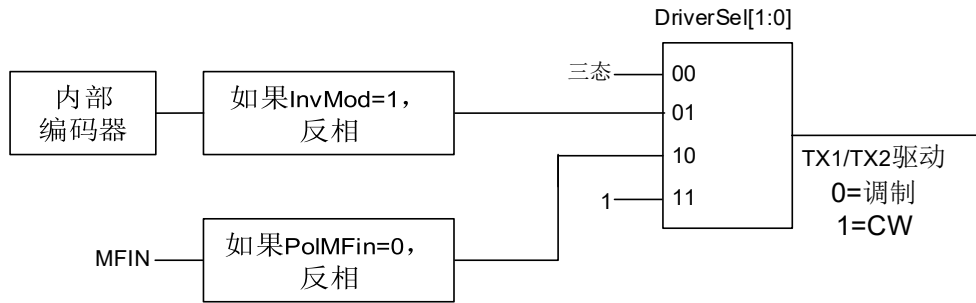 DriverSel[1:0]
三态
00
内部
编码器
如果InvMod=1，
反相
01
10
1
11
TX1/TX2驱动
0=调制
1=CW
MFIN
如果PolMFin=0，
反相